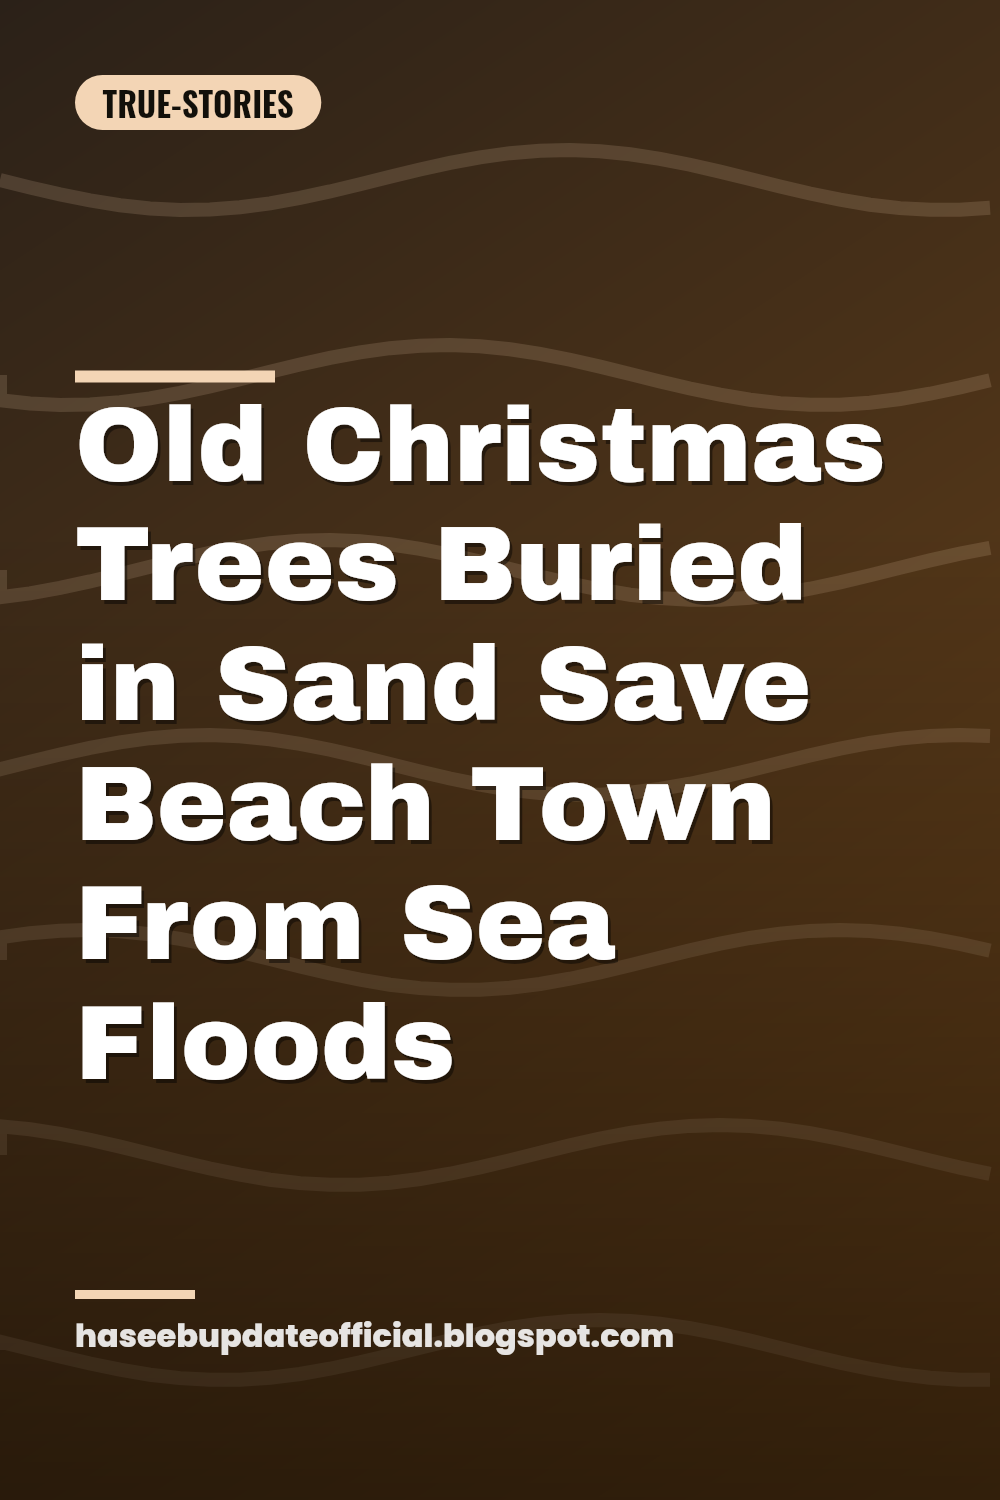 TRUE-STORIES
Old Christmas
Trees Buried
in Sand Save
Beach Town
From Sea
Floods
haseebupdateofficial.blogspot.com